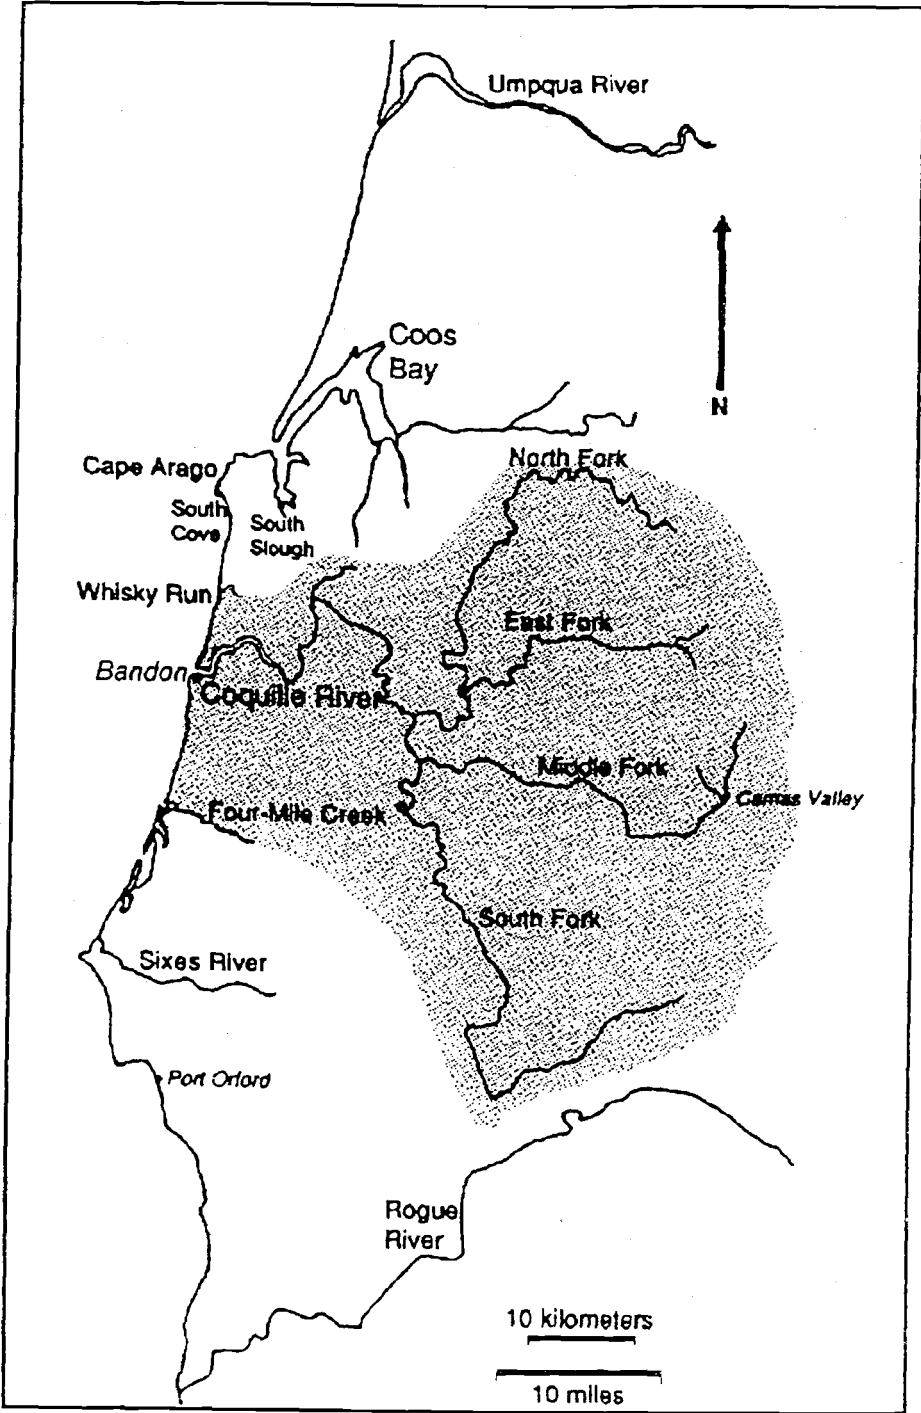 Umpqua River
Coos
Bay
N
North Fork
Cape Arago
South
Cove
South
Slough
Whisky Run
East Fork
Bandon
Coquille River
Middle Fork
Camas Valley
Four-Mile Creek
South Fork
Sixes River
Port Orford
Rogue
River
10 kilometers
10 miles